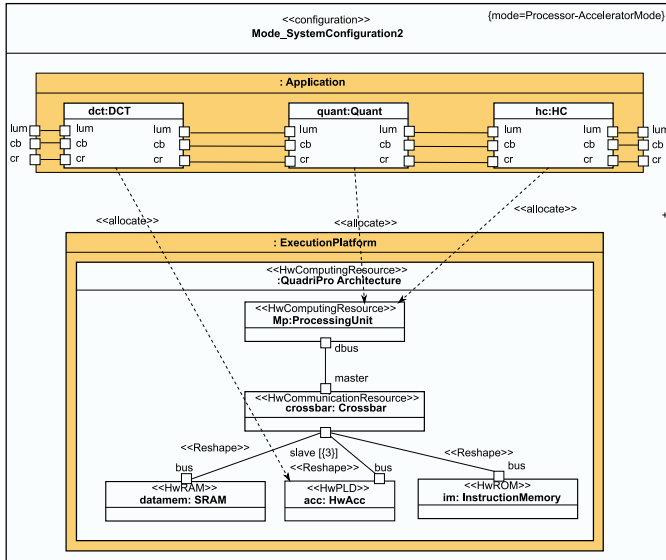 <<configuration>>
{mode=Processor-AcceleratorMode}
Mode_SystemConfiguration2
: Application
dct:DCT
quant:Quant
hc:HC
lum lum lum lum lum lum lum lum
cb cb cb cb cb cb cb cb
cr cr cr cr cr cr cr cr
<<allocate>>
<<allocate>>
<<allocate>>
+
: ExecutionPlatform
<<HwComputingResource>>
:QuadriPro Architecture
<<HwComputingResource>>
Mp:ProcessingUnit
dbus
master
<<HwCommunicationResource>>
crossbar: Crossbar
<<Reshape>>
slave [{3}]
<<Reshape>>
<<Reshape>>
bus
bus
bus
<<HwRAM>>
datamem: SRAM
<<HwPLD>>
acc: HwAcc
<<HwROM>>
im: InstructionMemory